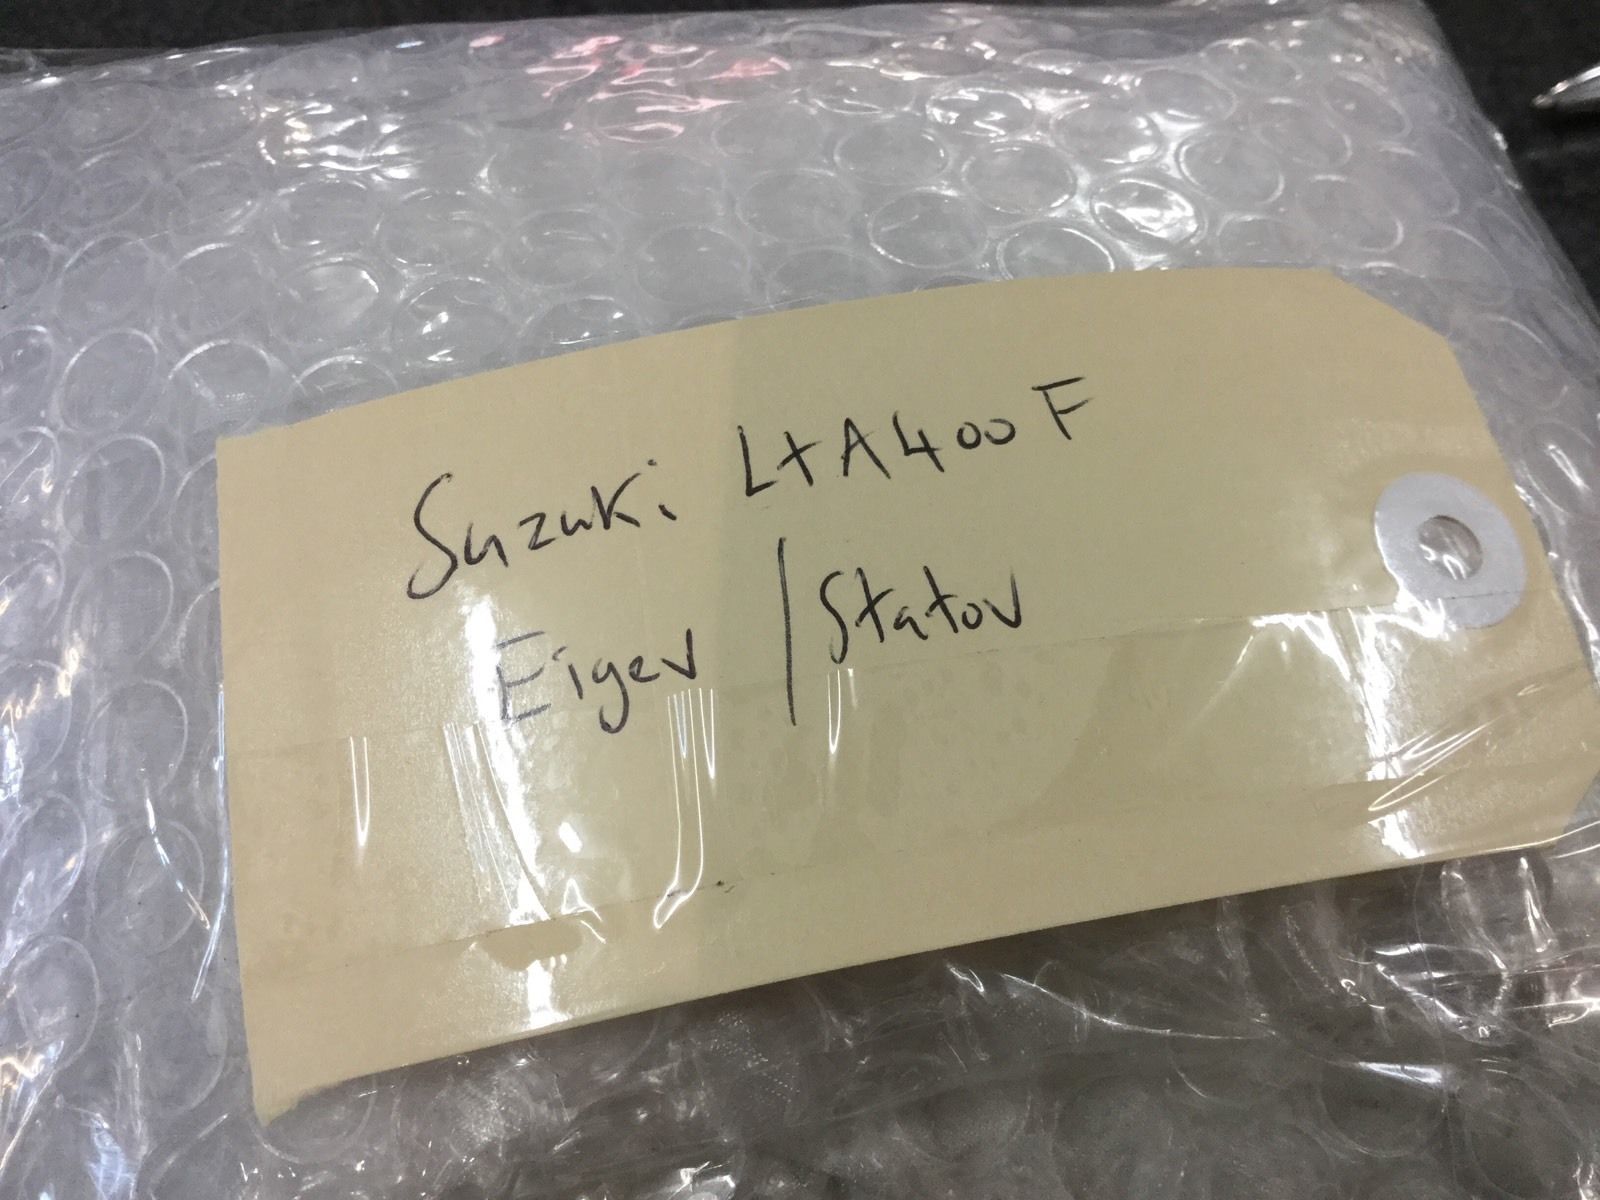 Suzuki LtA400F
Eiger / Stator